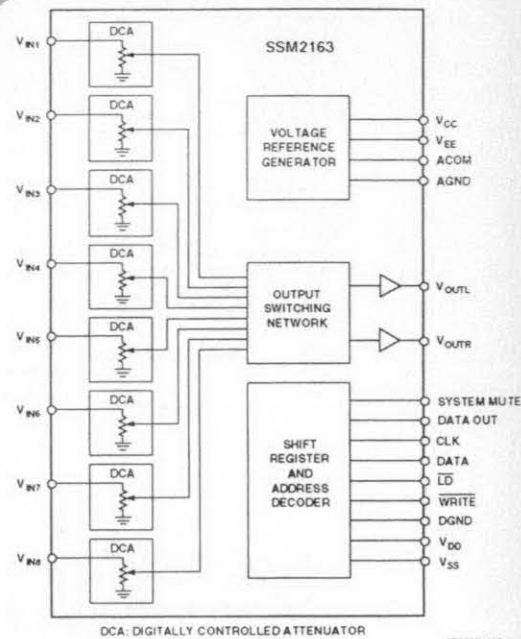 SSM2163
VIN1
DCA
VIN2
DCA
VIN3
DCA
VIN4
DCA
VIN5
DCA
VIN6
DCA
VIN7
DCA
VIN8
DCA
VOLTAGE
REFERENCE
GENERATOR
VCC
VEE
ACOM
AGND
OUTPUT
SWITCHING
NETWORK
VOUTL
VOUTR
SHIFT
REGISTER
AND
ADDRESS
DECODER
SYSTEM MUTE
DATA OUT
CLK
DATA
L̅D̅
W̅R̅I̅T̅E̅
DGND
VDD
VSS
DCA: DIGITALLY CONTROLLED ATTENUATOR